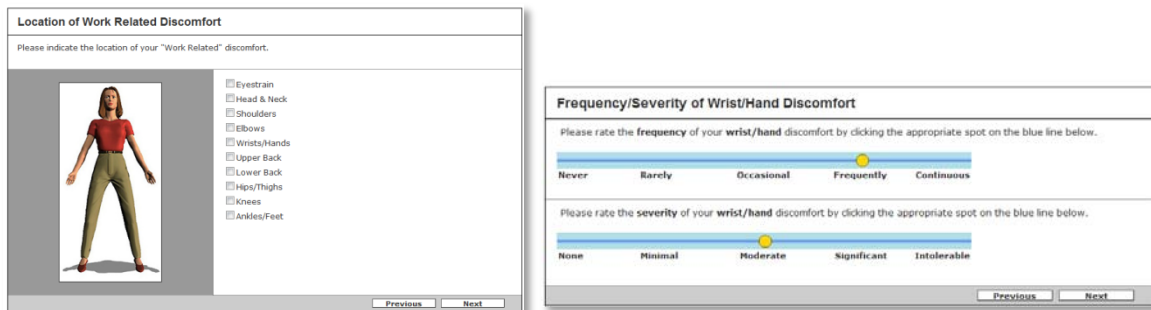 Location of Work Related Discomfort
Please indicate the location of your "Work Related" discomfort.
Eyestrain
Head & Neck
Shoulders
Elbows
Wrists/Hands
Upper Back
Lower Back
Hips/Thighs
Knees
Ankles/Feet
Previous Next
Frequency/Severity of Wrist/Hand Discomfort
Please rate the frequency of your wrist/hand discomfort by clicking the appropriate spot on the blue line below.
Never Rarely Occasional Frequently Continuous
Please rate the severity of your wrist/hand discomfort by clicking the appropriate spot on the blue line below.
None Minimal Moderate Significant Intolerable
Previous Next